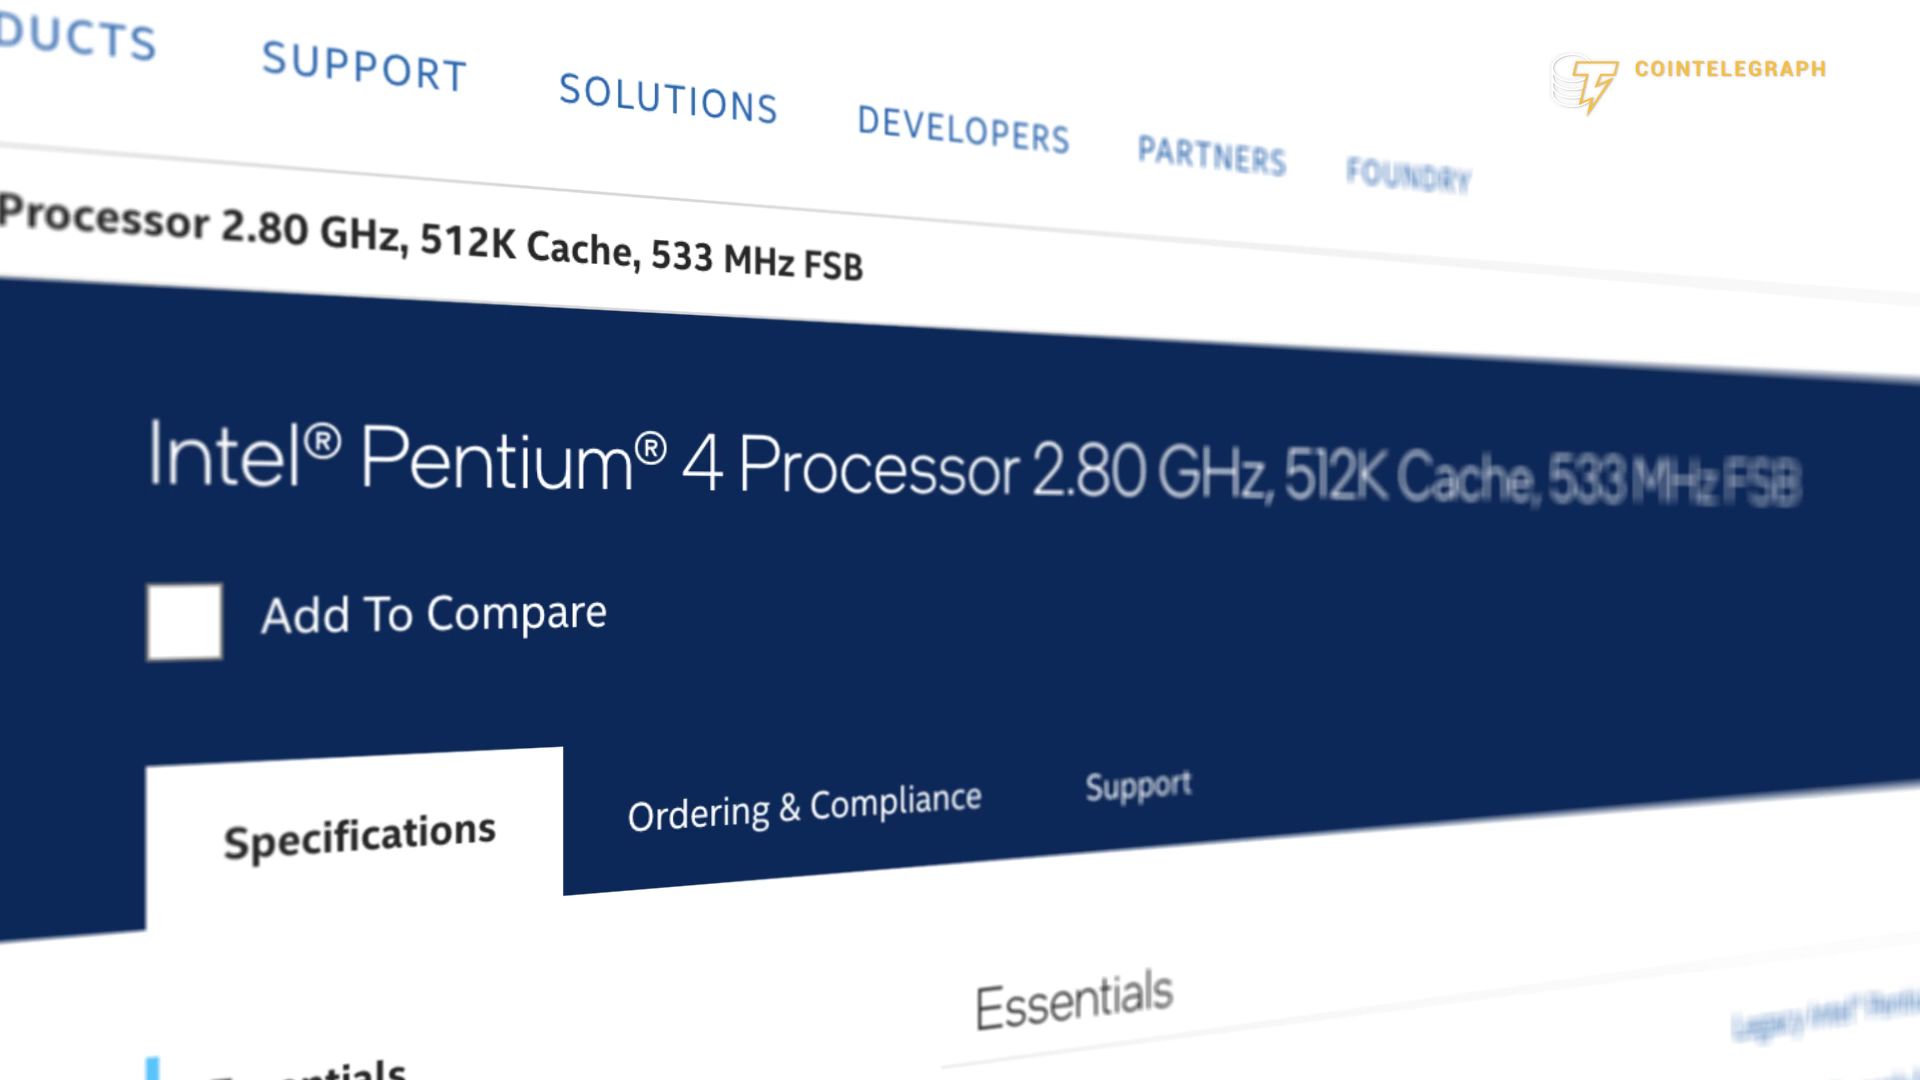 DUCTS SUPPORT SOLUTIONS DEVELOPERS PARTNERS FOUNDRY
COINTELEGRAPH
Processor 2.80 GHz, 512K Cache, 533 MHz FSB
Intel® Pentium® 4 Processor 2.80 GHz, 512K Cache, 533 MHz FSB
Add To Compare
Specifications Ordering & Compliance Support
Essentials
Essentials